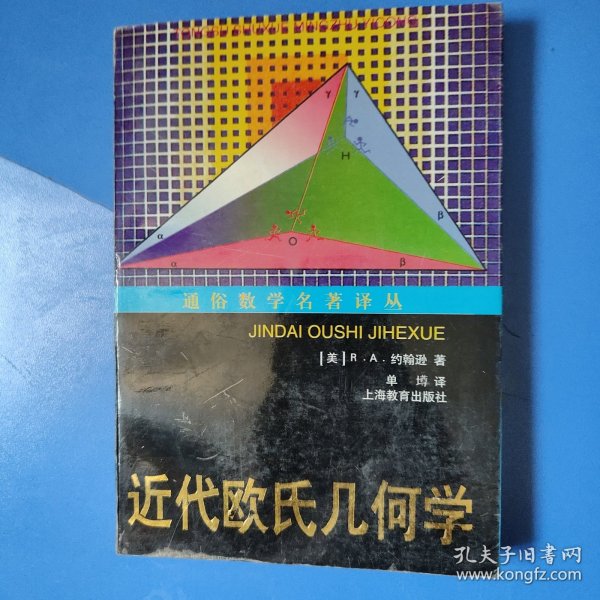 γ γ
H
β
α
O
α β
通俗数学名著译丛
JINDAI OUSHI JIHEXUE
[美] R.A.约翰逊 著
单 墫 译
上海教育出版社
近代欧氏几何学
孔夫子旧书网
www.kongfz.com